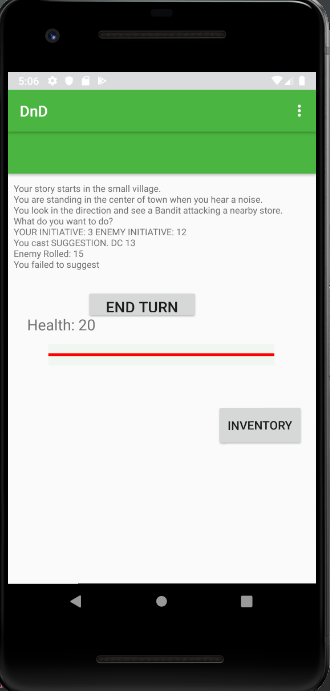 5:06
DnD
Your story starts in the small village.
You are standing in the center of town when you hear a noise.
You look in the direction and see a Bandit attacking a nearby store.
What do you want to do?
YOUR INITIATIVE: 3 ENEMY INITIATIVE: 12
You cast SUGGESTION. DC 13
Enemy Rolled: 15
You failed to suggest
END TURN
Health: 20
INVENTORY